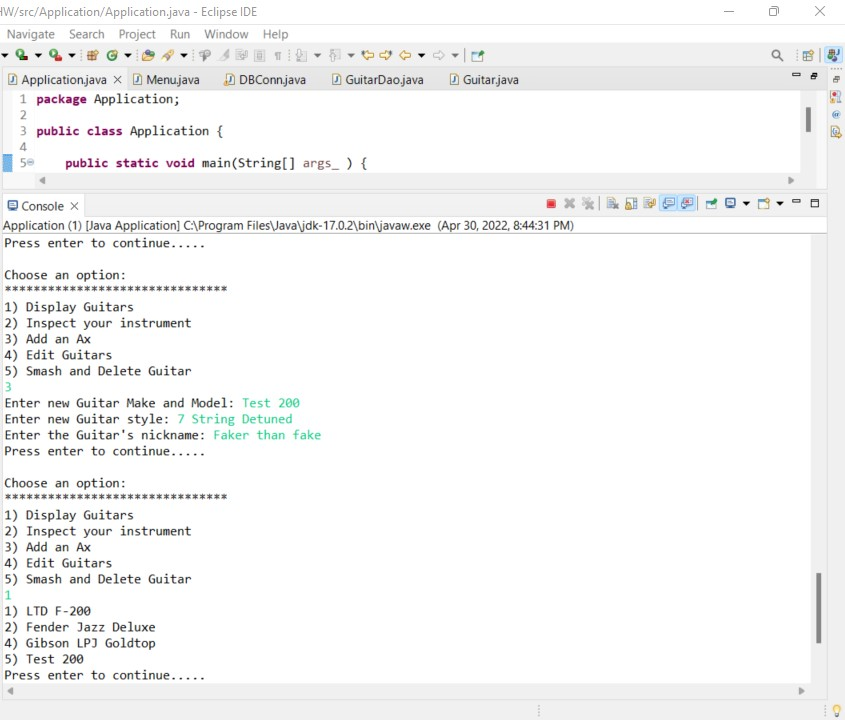 HW/src/Application/Application.java - Eclipse IDE
Navigate Search Project Run Window Help
Application.java Menu.java DBConn.java GuitarDao.java Guitar.java
1 package Application;
2
3 public class Application {
4
5 public static void main(String[] args_ ) {
Console
Application (1) [Java Application] C:\Program Files\Java\jdk-17.0.2\bin\javaw.exe (Apr 30, 2022, 8:44:31 PM)
Press enter to continue.....
Choose an option:
*******************************
1) Display Guitars
2) Inspect your instrument
3) Add an Ax
4) Edit Guitars
5) Smash and Delete Guitar
3
Enter new Guitar Make and Model: Test 200
Enter new Guitar style: 7 String Detuned
Enter the Guitar's nickname: Faker than fake
Press enter to continue.....
Choose an option:
*******************************
1) Display Guitars
2) Inspect your instrument
3) Add an Ax
4) Edit Guitars
5) Smash and Delete Guitar
1
1) LTD F-200
2) Fender Jazz Deluxe
4) Gibson LPJ Goldtop
5) Test 200
Press enter to continue.....